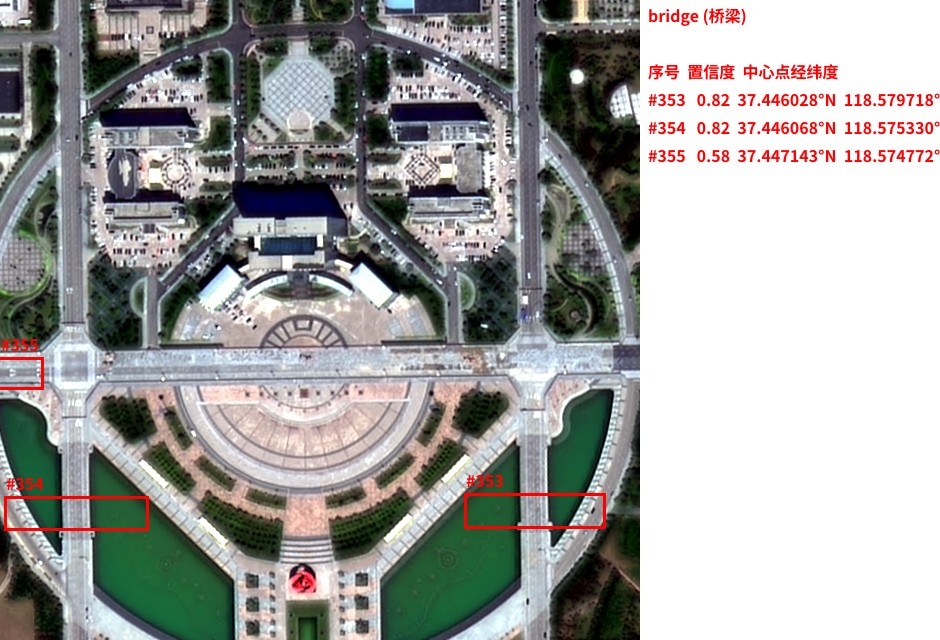 bridge (桥梁)
序号 置信度 中心点经纬度
#353 0.82 37.446028°N 118.579718°
#354 0.82 37.446068°N 118.575330°
#355 0.58 37.447143°N 118.574772°
#355
#354
#353